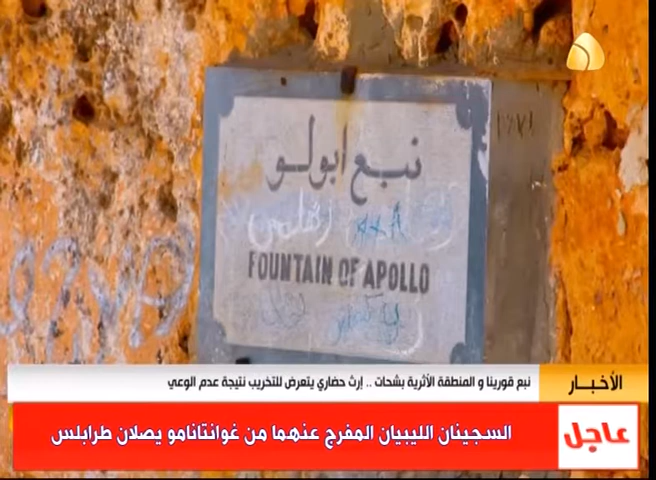 نبع ابولو
FOUNTAIN OF APOLLO
الأخبار
نبع قورينا و المنطقة الأثرية بشحات .. إرث حضاري يتعرض للتخريب نتيجة عدم الوعي
عاجل
السجينان الليبيان المفرج عنهما من غوانتانامو يصلان طرابلس